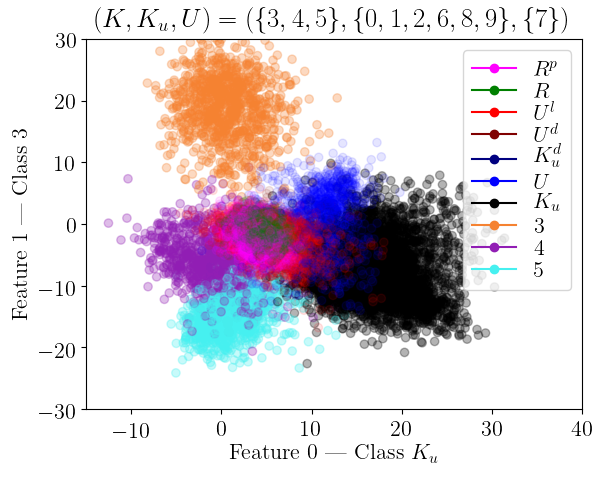 (K, K_u, U) = ({3, 4, 5}, {0, 1, 2, 6, 8, 9}, {7})
30
20
10
0
−10
−20
−30
Feature 1 — Class 3
R^p
R
U^l
U^d
K_u^d
U
K_u
3
4
5
−10
0
10
20
30
40
Feature 0 — Class K_u